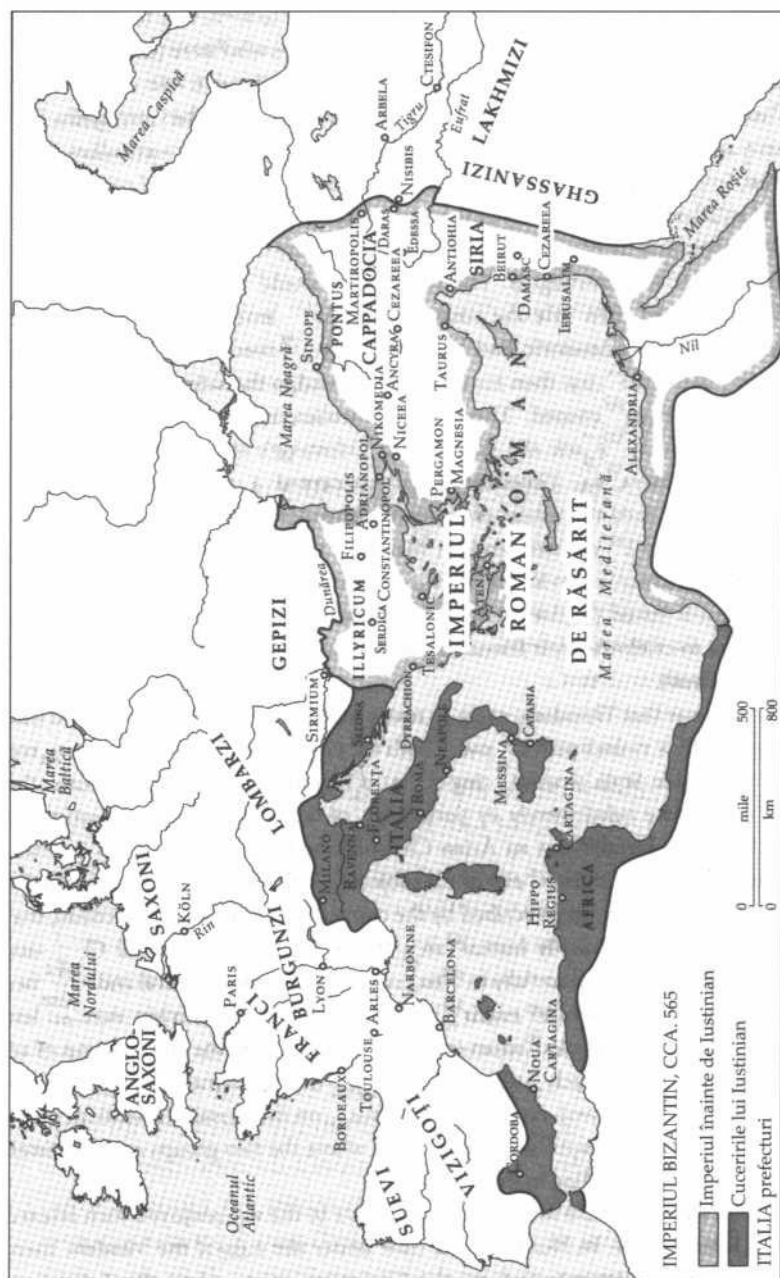 Marea Nordului
Marea Baltică
Marea Caspică
ANGLO-
SAXONI
SAXONI
KÖLN
Rin
PARIS
Oceanul
Atlantic
FRANCI
BURGUNZI
LYON
LOMBARZI
GEPIZI
BORDEAUX
TOULOUSE
ARLES
NARBONNE
BARCELONA
SUEVI
VIZIGOȚI
CORDOBA
NOUA
CARTAGINA
MILANO
RAVENNA
FLORENȚA
ITALIA
ROMA
NEAPOLE
SALONA
SIRMIUM
Dunărea
ILLYRICUM
SERDICA
FILIPOPOLIS
ADRIANOPOL
CONSTANTINOPOL
DYRRACHION
TESALONIC
ATENA
MESSINA
CATANIA
HIPPO
REGIUS
CARTAGINA
AFRICA
Marea Neagră
SINOPE
PONTUS
NIKOMEDIA
NICEEA
ANCYRA
CAPPADOCIA
CEZAREEA
MARTIROPOLIS
DARAS
NISIBIS
EDESSA
ARBELA
Tigru
CTESIFON
Eufrat
LAKHMIZI
GHASSANIZI
PERGAMON
MAGNESIA
TAURUS
ANTIOHIA
SIRIA
BEIRUT
DAMASC
CEZAREEA
IERUSALIM
IMPERIUL
ROMAN
DE RĂSĂRIT
Marea Mediterană
ALEXANDRIA
Nil
Marea Roșie
IMPERIUL BIZANTIN, CCA. 565
Imperiul înainte de Iustinian
Cuceririle lui Iustinian
ITALIA prefecturi
0 mile 500
0 km 800